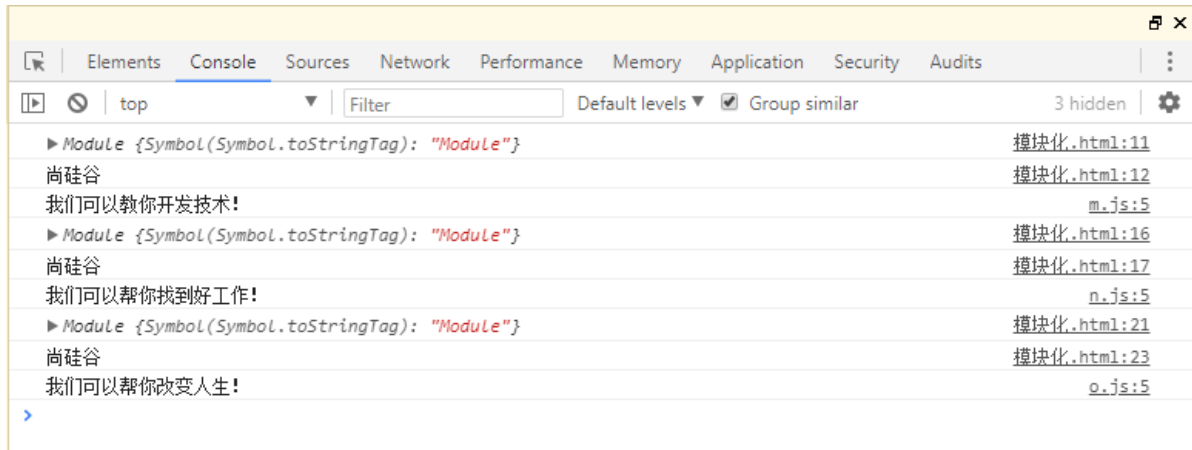 Elements Console Sources Network Performance Memory Application Security Audits
top Filter Default levels Group similar 3 hidden
Module {Symbol(Symbol.toStringTag): "Module"} 模块化.html:11
尚硅谷 模块化.html:12
我们可以教你开发技术! m.js:5
Module {Symbol(Symbol.toStringTag): "Module"} 模块化.html:16
尚硅谷 模块化.html:17
我们可以帮你找到好工作! n.js:5
Module {Symbol(Symbol.toStringTag): "Module"} 模块化.html:21
尚硅谷 模块化.html:23
我们可以帮你改变人生! o.js:5